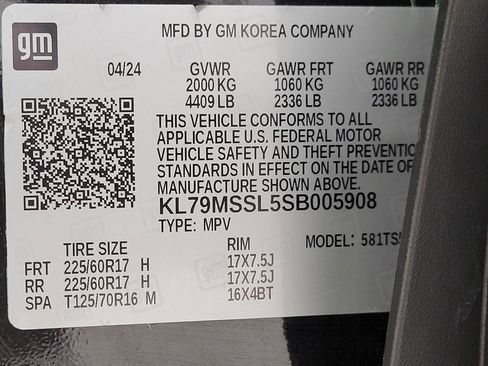 gm
MFD BY GM KOREA COMPANY
04/24 GVWR GAWR FRT GAWR RR
2000 KG 1060 KG 1060 KG
4409 LB 2336 LB 2336 LB
THIS VEHICLE CONFORMS TO ALL
APPLICABLE U.S. FEDERAL MOTOR
VEHICLE SAFETY AND THEFT PREVENTIO
STANDARDS IN EFFECT ON THE DATE OF
MANUFACTURE SHOWN ABOVE.
KL79MSSL5SB005908
TYPE: MPV
MODEL: 581TS
TIRE SIZE RIM
FRT 225/60R17 H 17X7.5J
RR 225/60R17 H 17X7.5J
SPA T125/70R16 M 16X4BT